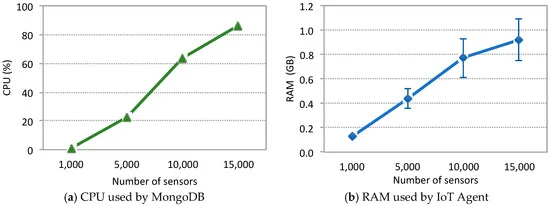 100
80
60
40
20
0
CPU (%)
1,000 5,000 10,000 15,000
Number of sensors
(a) CPU used by MongoDB
1.2
1.0
0.8
0.6
0.4
0.2
0.0
RAM (GB)
1,000 5,000 10,000 15,000
Number of sensors
(b) RAM used by IoT Agent